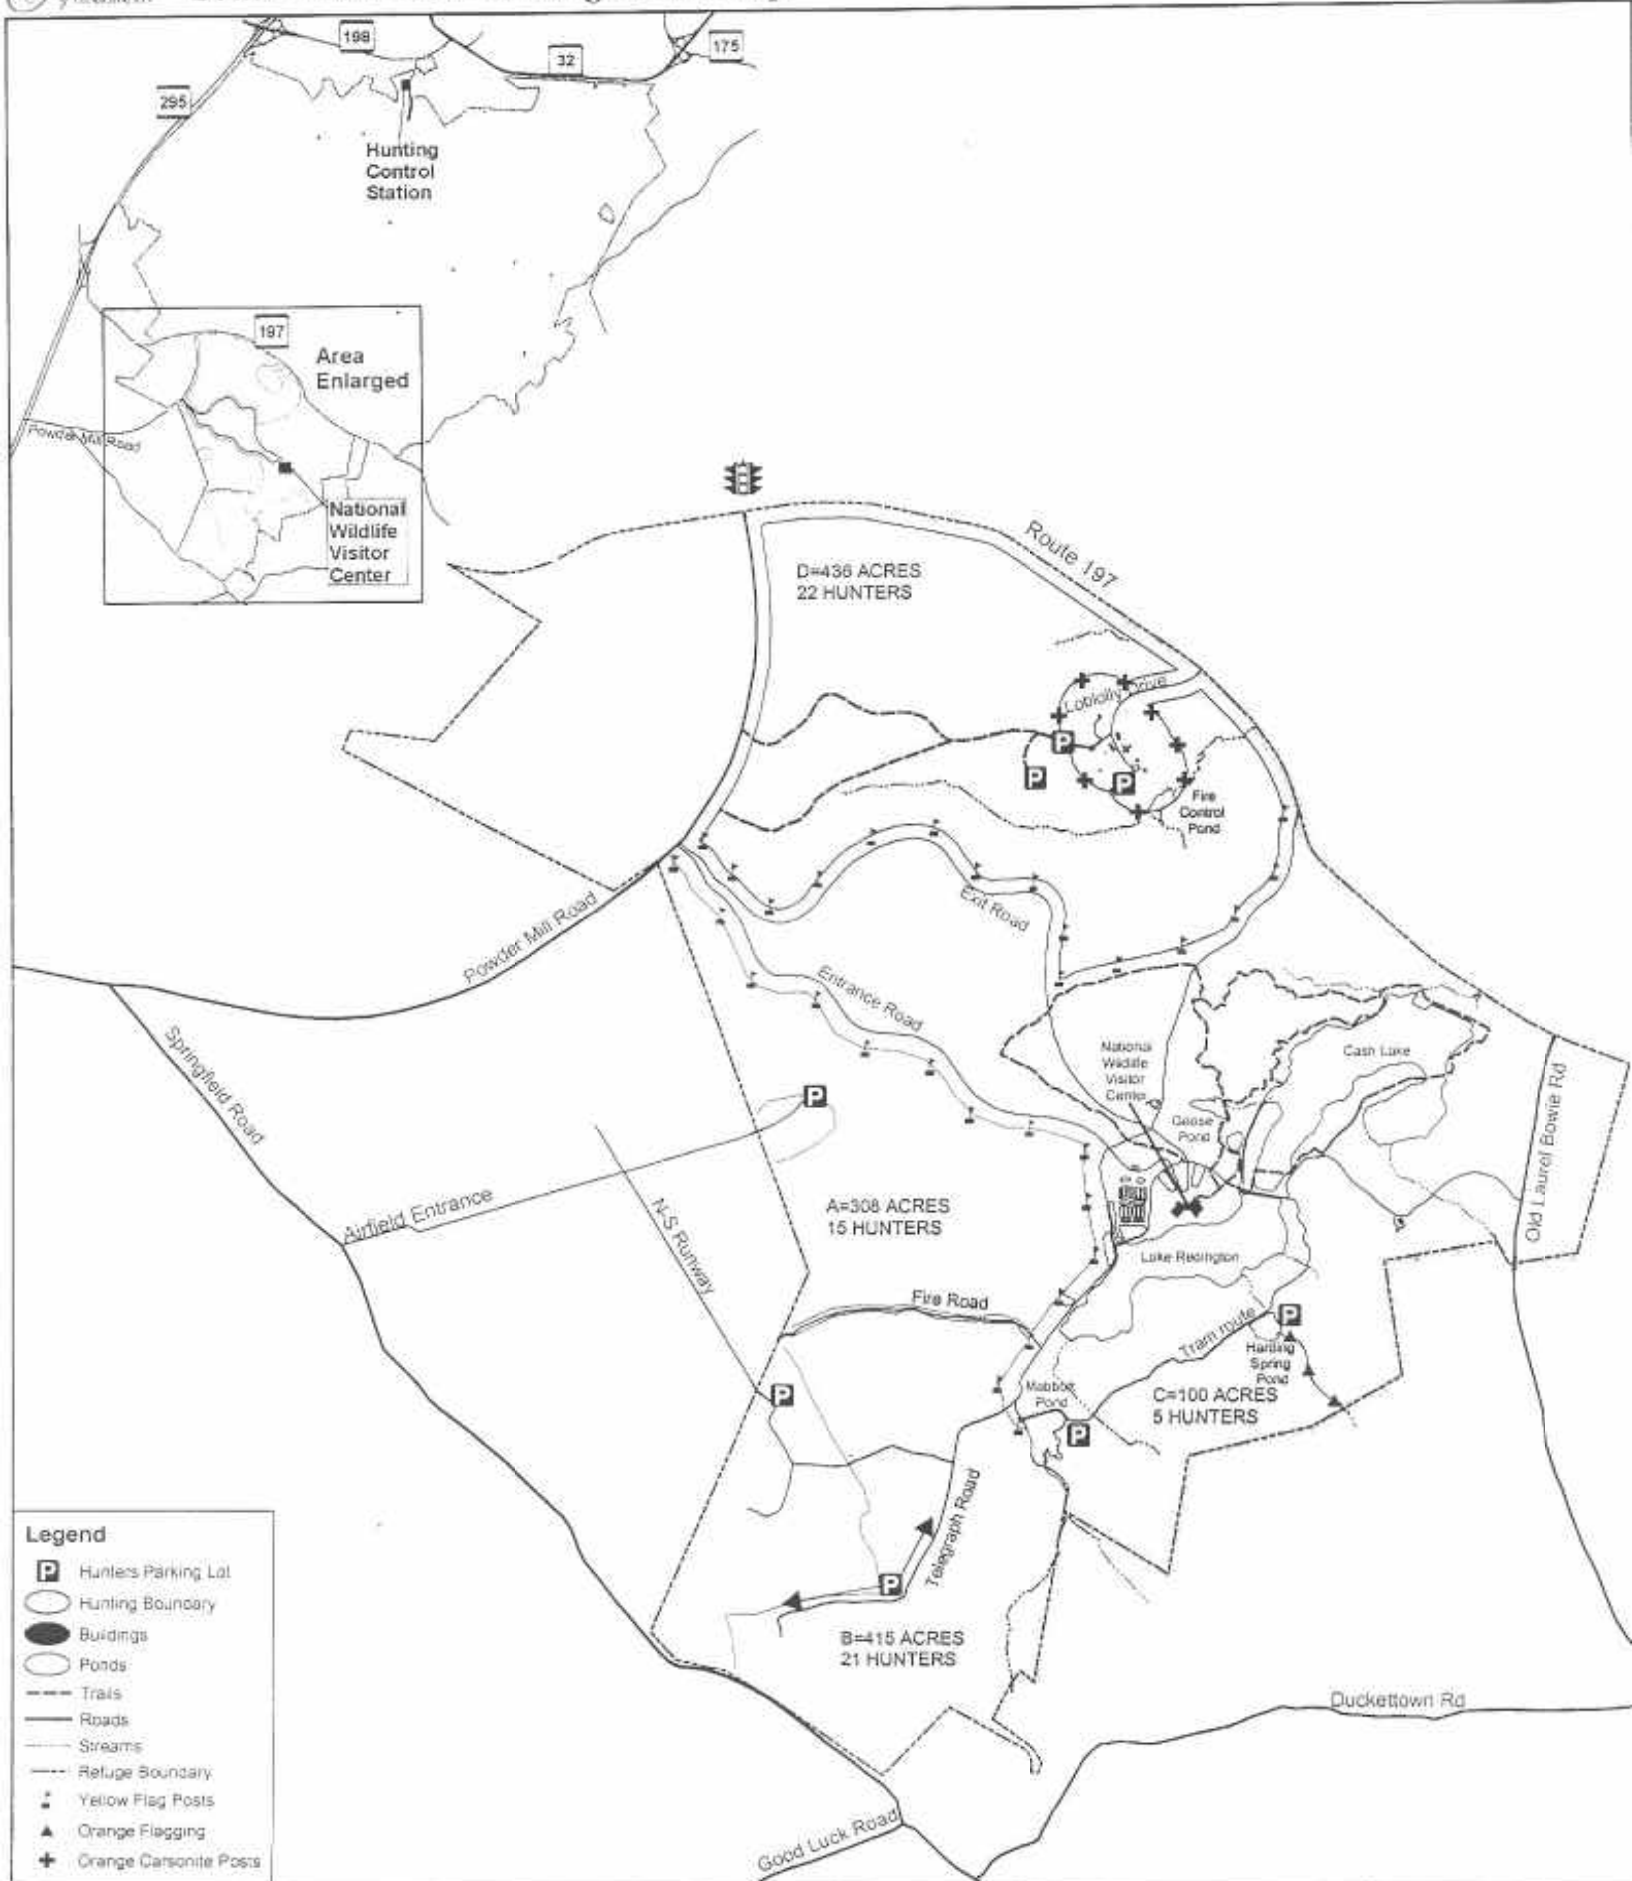 198
32
175
295
Hunting
Control
Station
197
Area
Enlarged
Powder Mill Road
National
Wildlife
Visitor
Center
Route 197
D=436 ACRES
22 HUNTERS
Loblolly Drive
P
P
P
Fire
Control
Pond
Exit Road
Powder Mill Road
Entrance Road
Springfield Road
National
Wildlife
Visitor
Center
Cash Lake
Goose
Pond
Old Laurel Bowie Rd
P
Airfield Entrance
N-S Runway
A=308 ACRES
15 HUNTERS
Lake Redington
Fire Road
Tram route
P
Harding
Spring
Pond
Mabbott
Pond
C=100 ACRES
5 HUNTERS
P
P
Telegraph Road
P
B=415 ACRES
21 HUNTERS
Duckettown Rd
Good Luck Road
Legend
P Hunters Parking Lot
Hunting Boundary
Buildings
Ponds
Trails
Roads
Streams
Refuge Boundary
Yellow Flag Posts
Orange Flagging
Orange Carsonite Posts